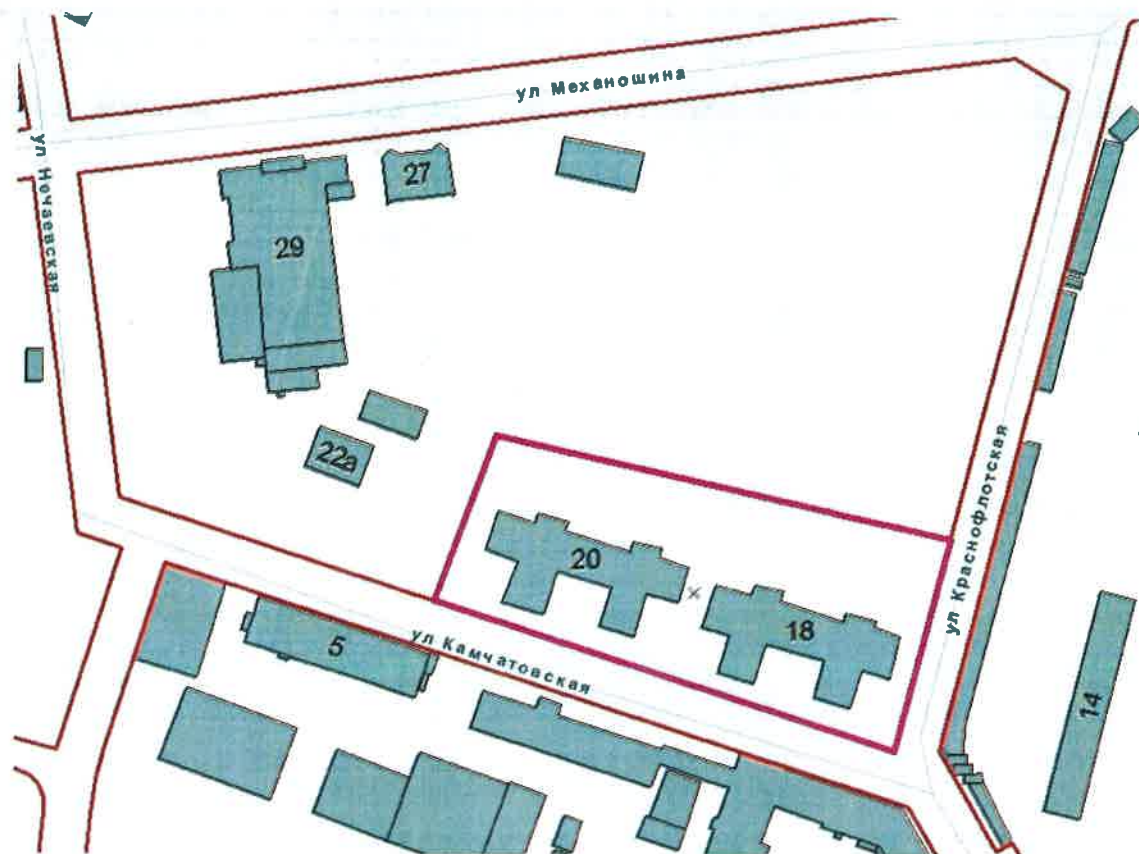 ул Механошина
ул Нечаевская
27
29
22а
20
18
ул Краснофлотская
5
ул Камчатовская
14